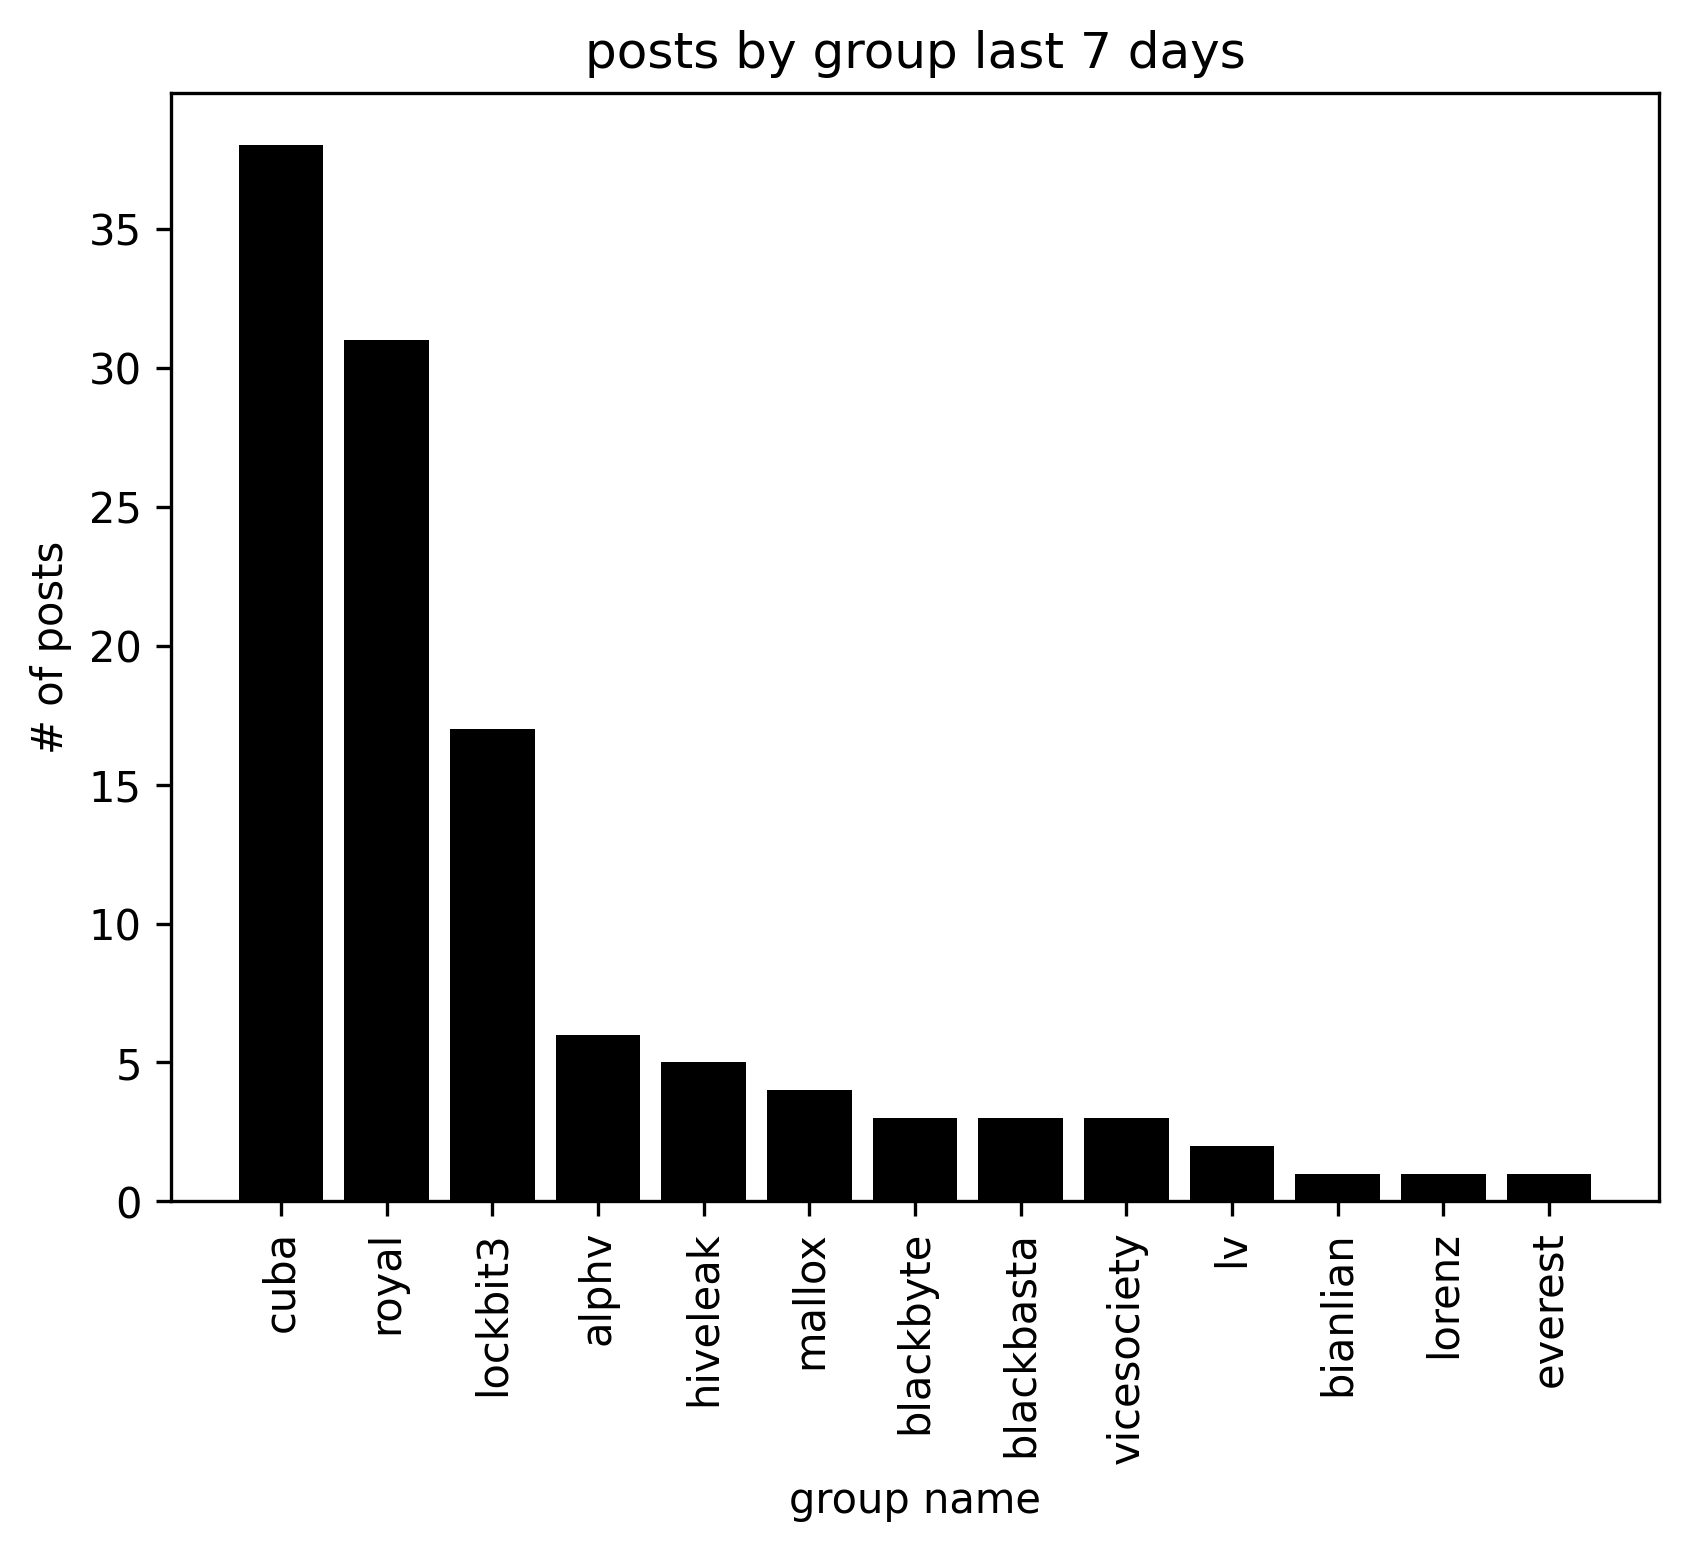 posts by group last 7 days
# of posts
35
30
25
20
15
10
5
0
cuba
royal
lockbit3
alphv
hiveleak
mallox
blackbyte
blackbasta
vicesociety
lv
bianlian
lorenz
everest
group name